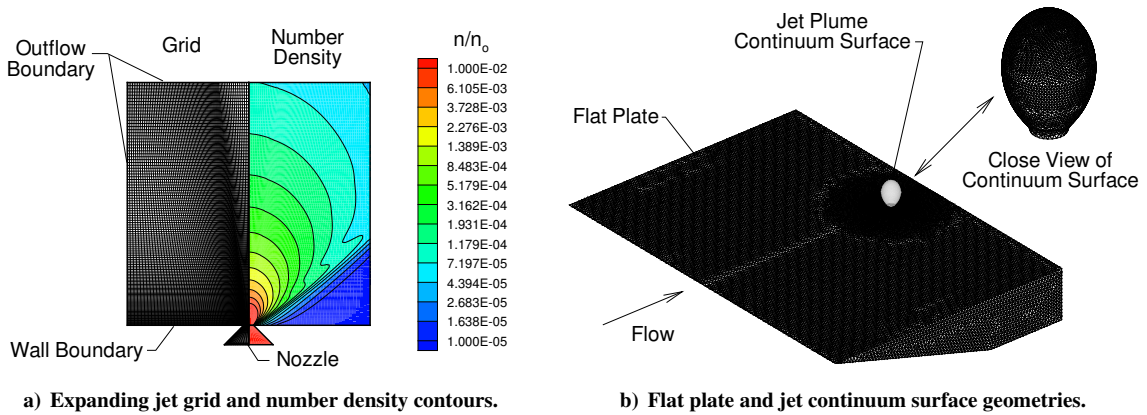 Outflow
Boundary
Grid
Number
Density
n/n_o
1.000E-02
6.105E-03
3.728E-03
2.276E-03
1.389E-03
8.483E-04
5.179E-04
3.162E-04
1.931E-04
1.179E-04
7.197E-05
4.394E-05
2.683E-05
1.638E-05
1.000E-05
Wall Boundary
Nozzle
a) Expanding jet grid and number density contours.
Jet Plume
Continuum Surface
Flat Plate
Close View of
Continuum Surface
Flow
b) Flat plate and jet continuum surface geometries.